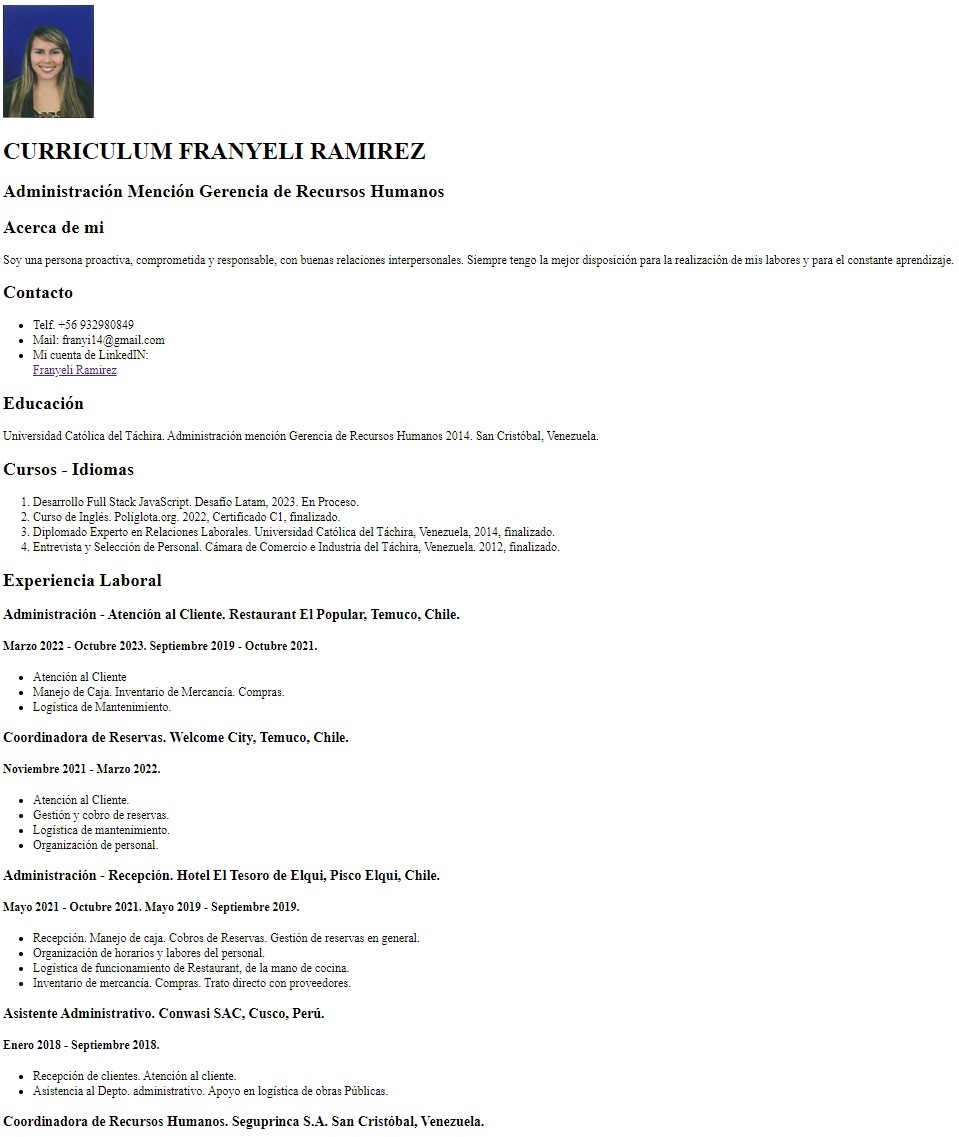 CURRICULUM FRANYELI RAMIREZ
Administración Mención Gerencia de Recursos Humanos
Acerca de mi
Soy una persona proactiva, comprometida y responsable, con buenas relaciones interpersonales. Siempre tengo la mejor disposición para la realización de mis labores y para el constante aprendizaje.
Contacto
• Telf. +56 932980849
• Mail: franyi14@gmail.com
• Mi cuenta de LinkedIN:
Franyeli Ramirez
Educación
Universidad Católica del Táchira. Administración mención Gerencia de Recursos Humanos 2014. San Cristóbal, Venezuela.
Cursos - Idiomas
1. Desarrollo Full Stack JavaScript. Desafío Latam, 2023. En Proceso.
2. Curso de Inglés. Políglota.org. 2022, Certificado C1, finalizado.
3. Diplomado Experto en Relaciones Laborales. Universidad Católica del Táchira, Venezuela, 2014, finalizado.
4. Entrevista y Selección de Personal. Cámara de Comercio e Industria del Táchira, Venezuela. 2012, finalizado.
Experiencia Laboral
Administración - Atención al Cliente. Restaurant El Popular, Temuco, Chile.
Marzo 2022 - Octubre 2023. Septiembre 2019 - Octubre 2021.
• Atención al Cliente
• Manejo de Caja. Inventario de Mercancía. Compras.
• Logística de Mantenimiento.
Coordinadora de Reservas. Welcome City, Temuco, Chile.
Noviembre 2021 - Marzo 2022.
• Atención al Cliente.
• Gestión y cobro de reservas.
• Logística de mantenimiento.
• Organización de personal.
Administración - Recepción. Hotel El Tesoro de Elqui, Pisco Elqui, Chile.
Mayo 2021 - Octubre 2021. Mayo 2019 - Septiembre 2019.
• Recepción. Manejo de caja. Cobros de Reservas. Gestión de reservas en general.
• Organización de horarios y labores del personal.
• Logística de funcionamiento de Restaurant, de la mano de cocina.
• Inventario de mercancía. Compras. Trato directo con proveedores.
Asistente Administrativo. Conwasi SAC, Cusco, Perú.
Enero 2018 - Septiembre 2018.
• Recepción de clientes. Atención al cliente.
• Asistencia al Depto. administrativo. Apoyo en logística de obras Públicas.
Coordinadora de Recursos Humanos. Seguprinca S.A. San Cristóbal, Venezuela.